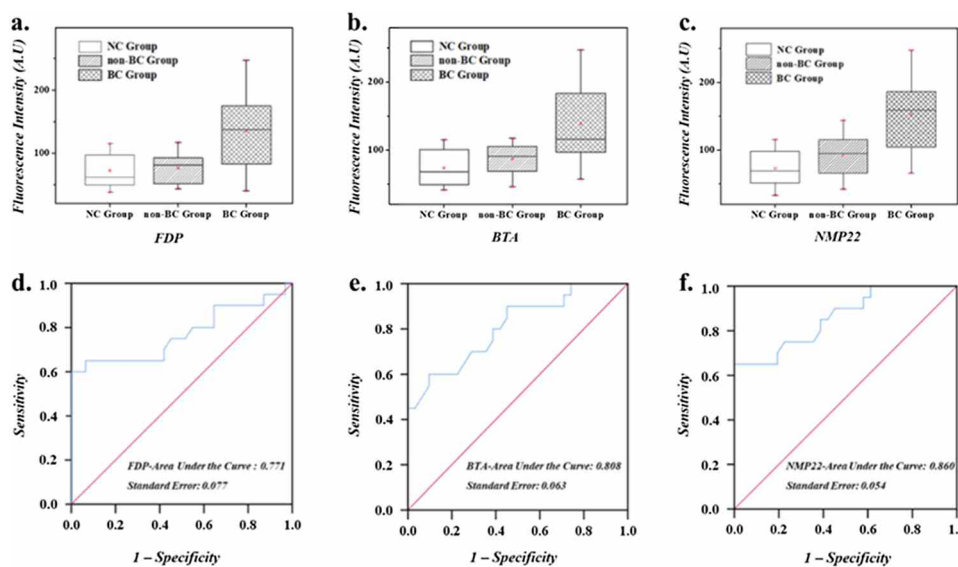 a.
Fluorescence Intensity (A.U)
NC Group
non-BC Group
BC Group
200
100
NC Group non-BC Group BC Group
FDP
b.
Fluorescence Intensity (A.U)
NC Group
non-BC Group
BC Group
200
100
NC Group non-BC Group BC Group
BTA
c.
Fluorescence Intensity (A.U)
NC Group
non-BC Group
BC Group
200
100
NC Group non-BC Group BC Group
NMP22
d.
Sensitivity
1.0
0.8
0.6
0.4
0.2
FDP-Area Under the Curve : 0.771
Standard Error: 0.077
0.0 0.2 0.4 0.6 0.8 1.0
1 – Specificity
e.
Sensitivity
1.0
0.8
0.6
0.4
0.2
BTA-Area Under the Curve: 0.808
Standard Error: 0.063
0.0 0.2 0.4 0.6 0.8 1.0
1 – Specificity
f.
Sensitivity
1.0
0.8
0.6
0.4
0.2
NMP22-Area Under the Curve: 0.860
Standard Error: 0.054
0.0 0.2 0.4 0.6 0.8 1.0
1 – Specificity